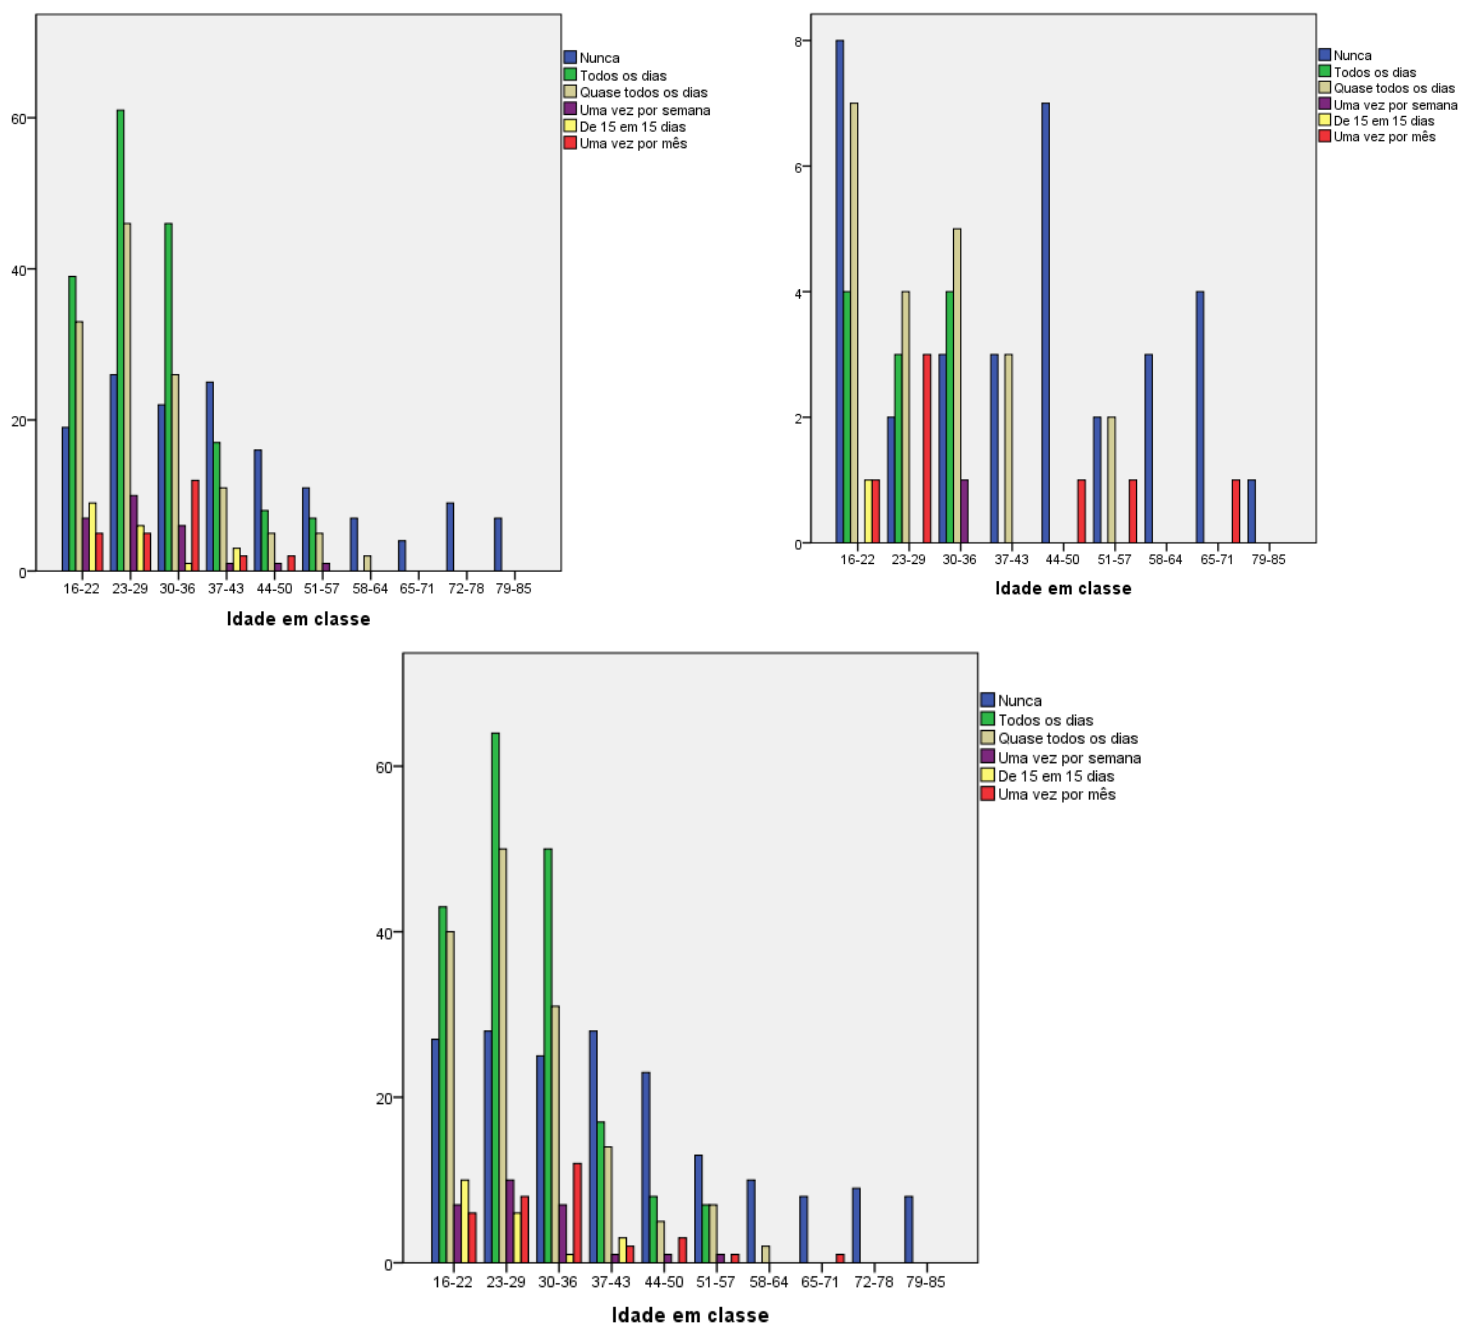 60
40
20
0
16-22 23-29 30-36 37-43 44-50 51-57 58-64 65-71 72-78 79-85
Idade em classe
Nunca
Todos os dias
Quase todos os dias
Uma vez por semana
De 15 em 15 dias
Uma vez por mês
8
6
4
2
0
16-22 23-29 30-36 37-43 44-50 51-57 58-64 65-71 79-85
Idade em classe
Nunca
Todos os dias
Quase todos os dias
Uma vez por semana
De 15 em 15 dias
Uma vez por mês
60
40
20
0
16-22 23-29 30-36 37-43 44-50 51-57 58-64 65-71 72-78 79-85
Idade em classe
Nunca
Todos os dias
Quase todos os dias
Uma vez por semana
De 15 em 15 dias
Uma vez por mês